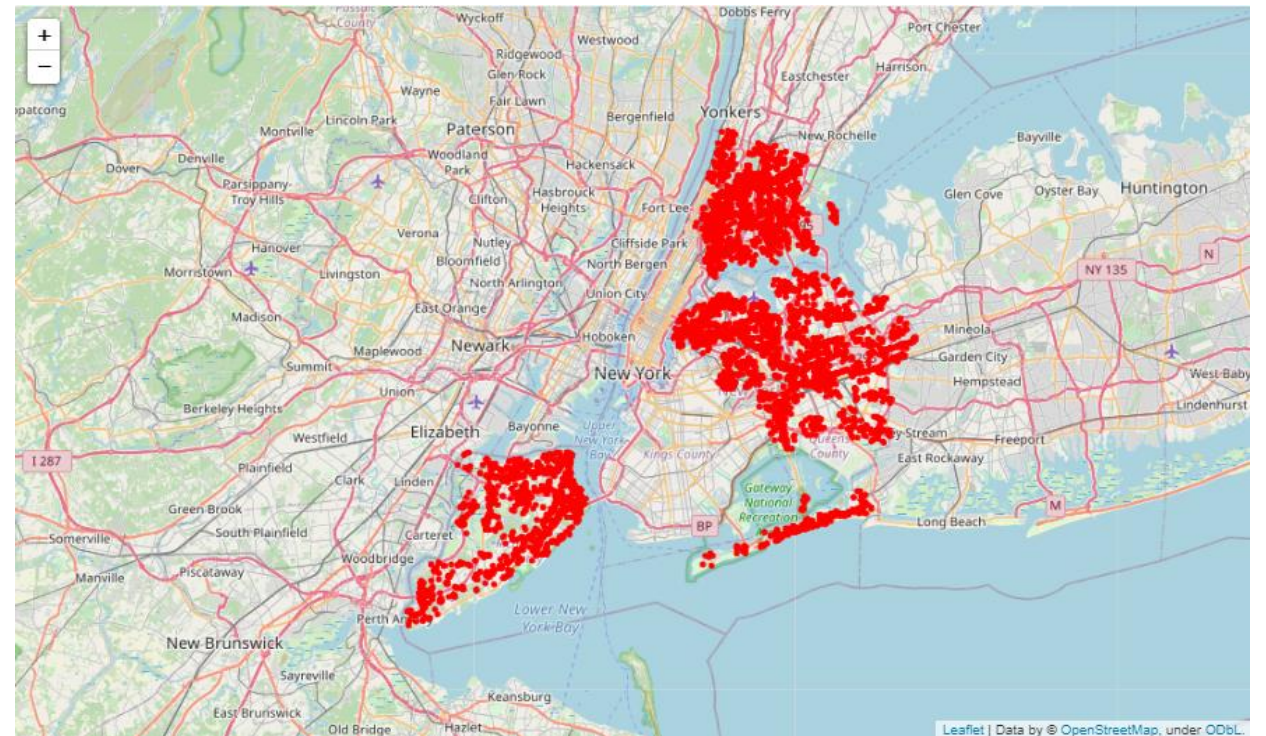 +
−
Wyckoff
Dobbs Ferry
Port Chester
County
Ridgewood
Westwood
Glen Rock
Eastchester
Harrison
Wayne
Fair Lawn
Bergenfield
Yonkers
opatcong
Lincoln Park
Montville
Paterson
New Rochelle
Bayville
Dover
Denville
Woodland
Park
Hackensack
Parsippany-
Troy Hills
Clifton
Hasbrouck
Heights
Fort Lee
Glen Cove
Oyster Bay
Huntington
Verona
Nutley
Cliffside Park
Hanover
Bloomfield
North Bergen
N
Morristown
Livingston
North Arlington
Union City
NY 135
Madison
East Orange
Hoboken
Mineola
Maplewood
Newark
Summit
New York
Garden City
Hempstead
West Baby
Union
Berkeley Heights
Lindenhurst
Elizabeth
Bayonne
Upper
New York
Bay
Kings County
Queens
County
y-Stream
Freeport
Westfield
I 287
Plainfield
Clark
Linden
East Rockaway
Gateway
National
Recreation
Green Brook
South Plainfield
Carteret
BP
Long Beach
M
Somerville
Woodbridge
Manville
Piscataway
Perth Am
Lower New
York Bay
New Brunswick
Sayreville
Keansburg
East Brunswick
Old Bridge
Hazlet
Leaflet | Data by © OpenStreetMap, under ODbL.